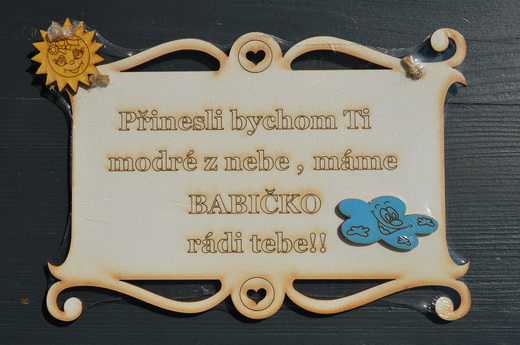 Přinesli bychom Ti
modré z nebe , máme
BABIČKO
rádi tebe!!